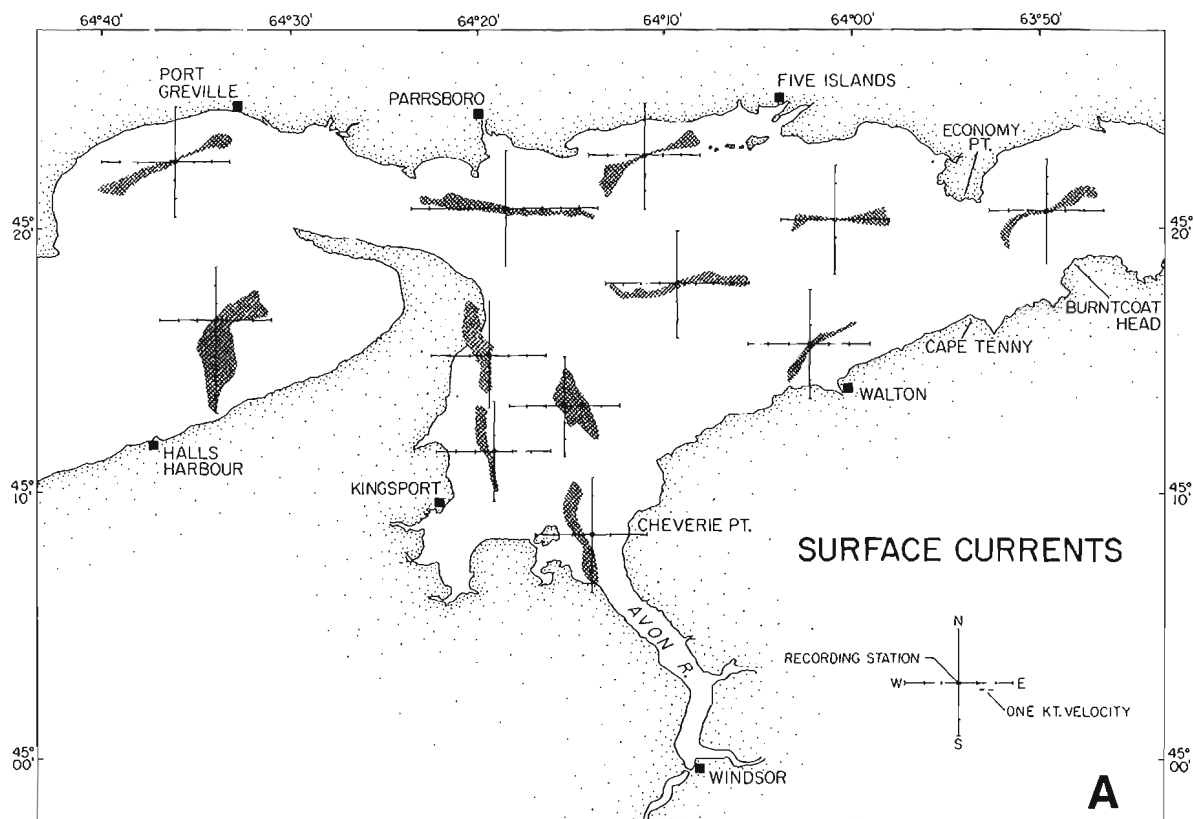 64°40' 64°30' 64°20' 64°10' 64°00' 63°50'
PORT
GREVILLE
PARRSBORO
FIVE ISLANDS
ECONOMY
PT.
45°
20'
45°
20'
BURNTCOAT
HEAD
CAPE TENNY
WALTON
HALLS
HARBOUR
KINGSPORT
45°
10'
45°
10'
CHEVERIE PT.
SURFACE CURRENTS
AVON R.
N
RECORDING STATION
W E
ONE KT. VELOCITY
S
45°
00'
45°
00'
WINDSOR
A